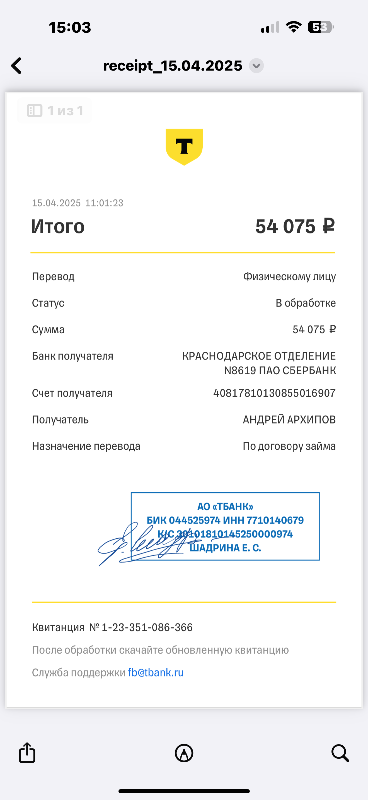 15:03
53
receipt_15.04.2025
1 из 1
Т
15.04.2025 11:01:23
Итого 54 075 ₽
Перевод Физическому лицу
Статус В обработке
Сумма 54 075 ₽
Банк получателя КРАСНОДАРСКОЕ ОТДЕЛЕНИЕ
N8619 ПАО СБЕРБАНК
Счет получателя 40817810130855016907
Получатель АНДРЕЙ АРХИПОВ
Назначение перевода По договору займа
АО «ТБАНК»
БИК 044525974 ИНН 7710140679
К/С 30101810145250000974
ШАДРИНА Е. С.
Квитанция № 1-23-351-086-366
После обработки скачайте обновленную квитанцию
Служба поддержки fb@tbank.ru